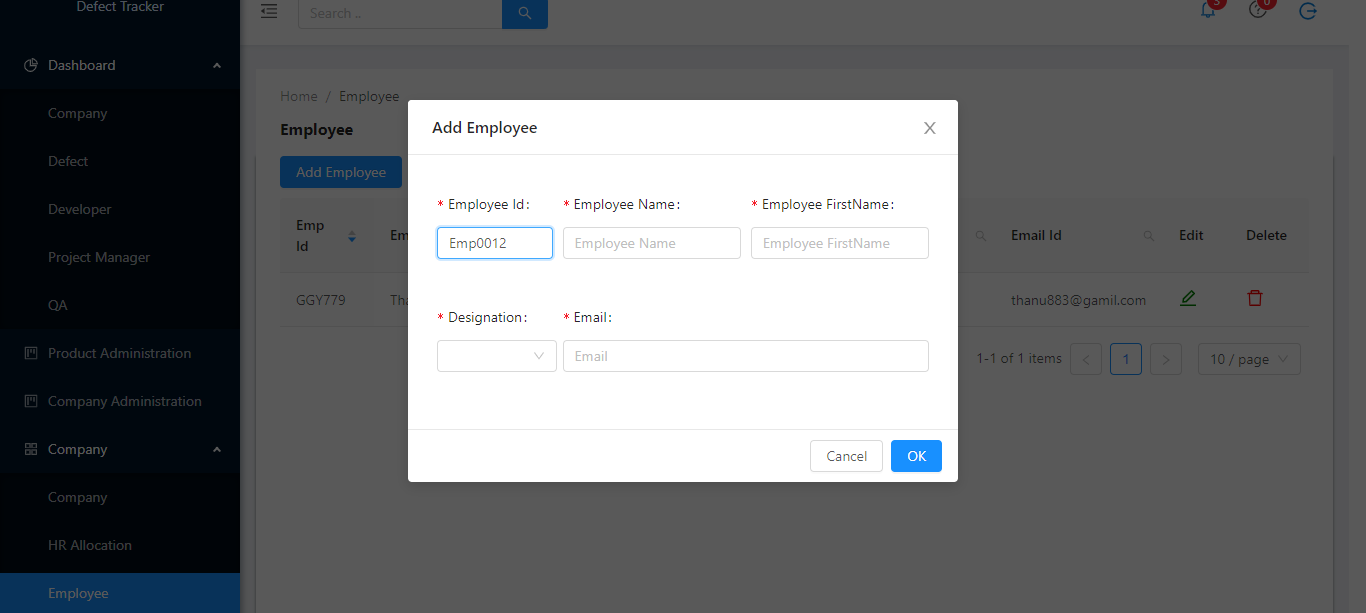 Defect Tracker
Dashboard
Company
Defect
Developer
Project Manager
QA
Product Administration
Company Administration
Company
Company
HR Allocation
Employee
Search ..
3
0
Home / Employee
Employee
Add Employee
Emp Id
Em
Email Id
Edit
Delete
GGY779
Tha
thanu883@gamil.com
1-1 of 1 items
<
1
>
10 / page
Add Employee
* Employee Id:
* Employee Name:
* Employee FirstName:
Emp0012
Employee Name
Employee FirstName
* Designation:
* Email:
Email
Cancel
OK